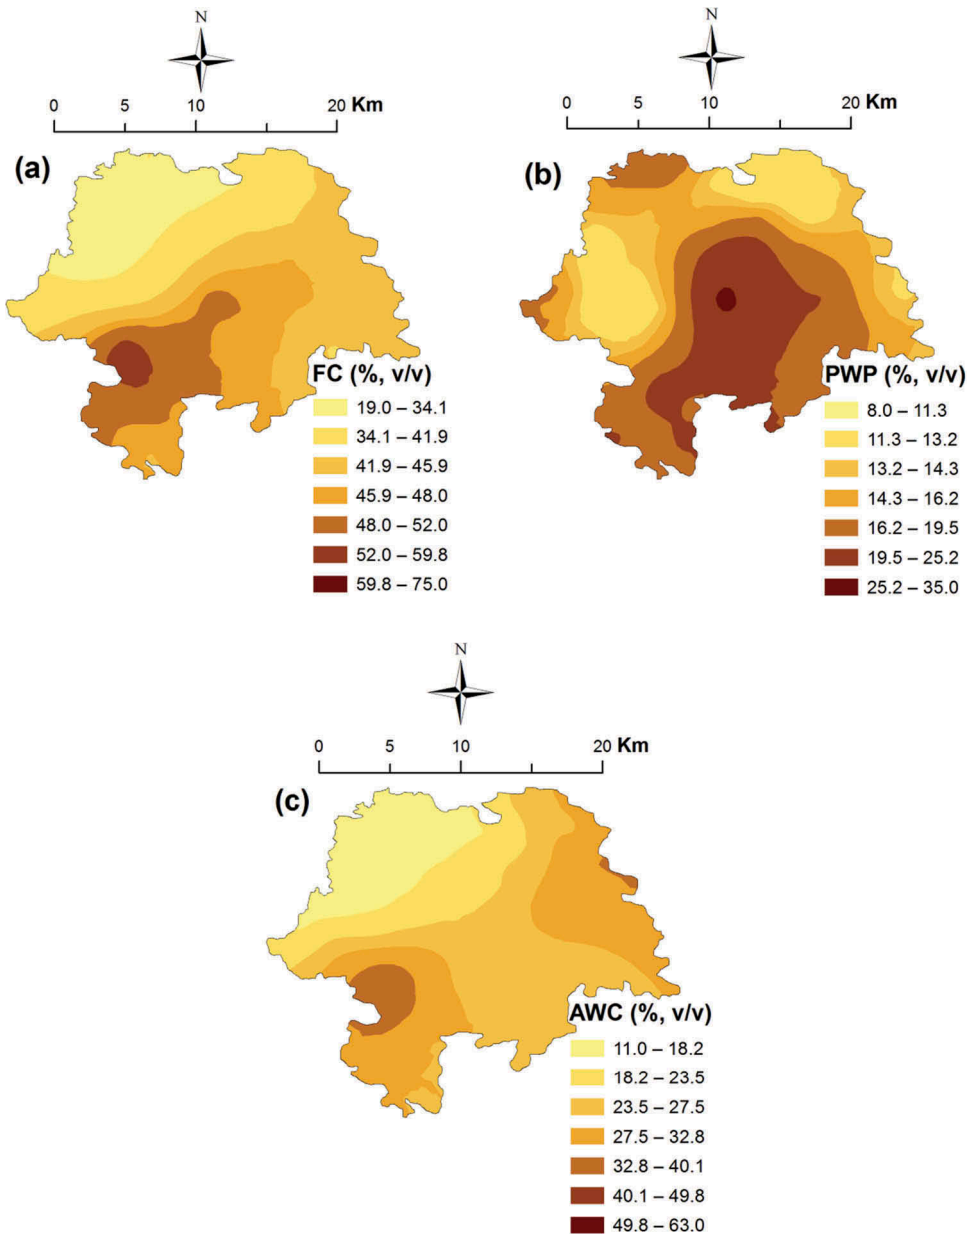 N
0 5 10 20 Km
(a)
FC (%, v/v)
19.0 – 34.1
34.1 – 41.9
41.9 – 45.9
45.9 – 48.0
48.0 – 52.0
52.0 – 59.8
59.8 – 75.0
N
0 5 10 20 Km
(b)
PWP (%, v/v)
8.0 – 11.3
11.3 – 13.2
13.2 – 14.3
14.3 – 16.2
16.2 – 19.5
19.5 – 25.2
25.2 – 35.0
N
0 5 10 20 Km
(c)
AWC (%, v/v)
11.0 – 18.2
18.2 – 23.5
23.5 – 27.5
27.5 – 32.8
32.8 – 40.1
40.1 – 49.8
49.8 – 63.0